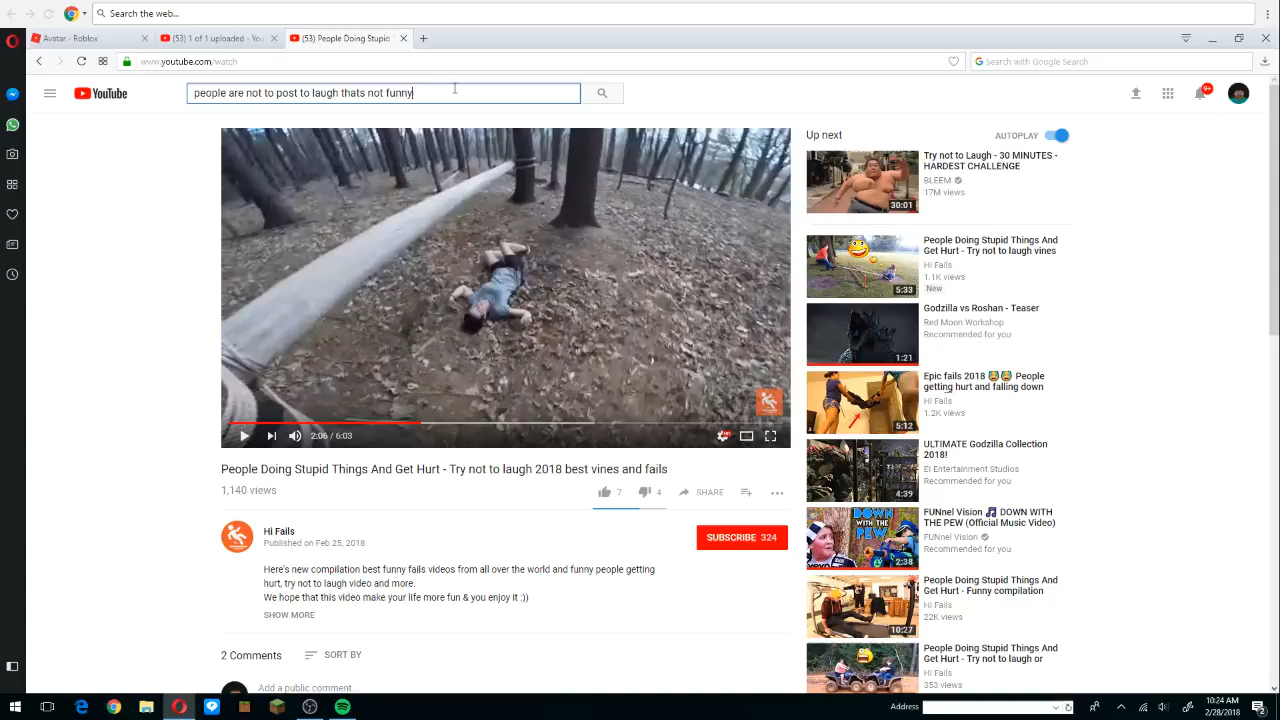 Search the web...
Avatar. - Roblox
(53) 1 of 1 uploaded - You
(53) People Doing Stupid
www.youtube.com/watch
Search with Google Search
YouTube
people are not to post to laugh thats not funny
9+
Up next
AUTOPLAY
Try not to Laugh - 30 MINUTES -
HARDEST CHALLENGE
BLEEM
17M views
30:01
People Doing Stupid Things And
Get Hurt - Try not to laugh vines
Hi Fails
1.1K views
New
5:33
Godzilla vs Roshan - Teaser
Red Moon Workshop
Recommended for you
1:21
Epic fails 2018 🤯🤯 People
getting hurt and falling down
Hi Fails
1.2K views
5:12
ULTIMATE Godzilla Collection
2018!
EI Entertainment Studios
Recommended for you
4:39
FUNnel Vision 🎵 DOWN WITH
THE PEW (Official Music Video)
FUNnel Vision
Recommended for you
DOWN
WITH THE
PEW
vevo
2:38
People Doing Stupid Things And
Get Hurt - Funny compilation
Hi Fails
22K views
10:27
People Doing Stupid Things And
Get Hurt - Try not to laugh or
Hi Fails
353 views
2:06 / 6:03
HD
People Doing Stupid Things And Get Hurt - Try not to laugh 2018 best vines and fails
1,140 views
7
4
SHARE
Hi Fails
Published on Feb 25, 2018
SUBSCRIBE 324
Here's new compilation best funny fails videos from all over the world and funny people getting
hurt, try not to laugh video and more.
We hope that this video make your life more fun & you enjoy it :))
SHOW MORE
2 Comments
SORT BY
Add a public comment...
Address
10:24 AM
2/28/2018
2